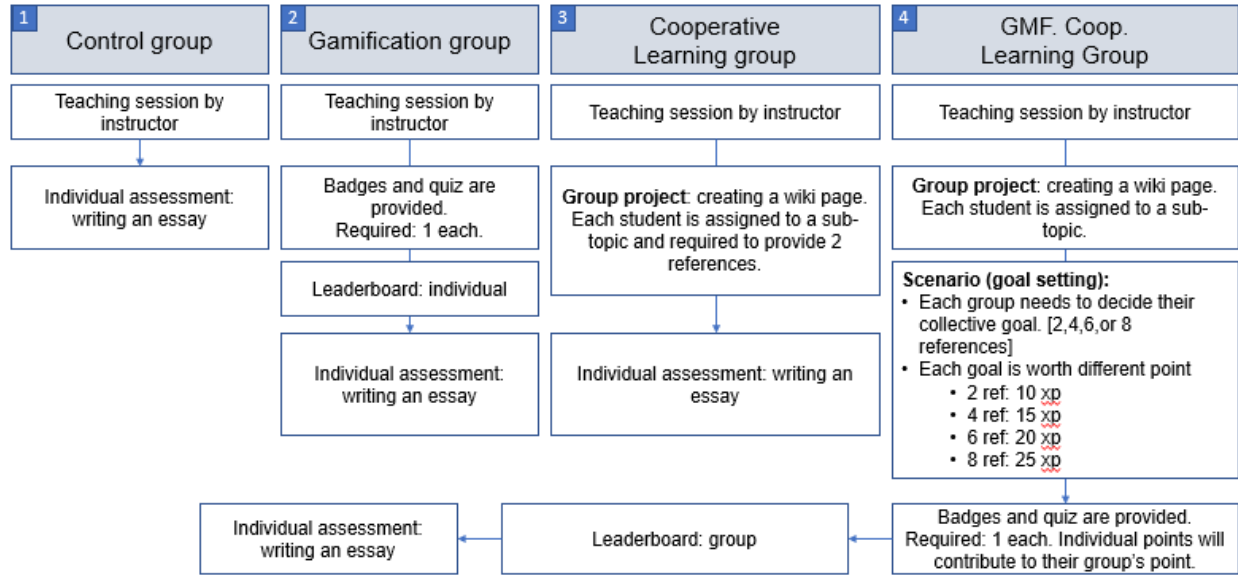 1
Control group
Teaching session by
instructor
Individual assessment:
writing an essay
2
Gamification group
Teaching session by
instructor
Badges and quiz are
provided.
Required: 1 each.
Leaderboard: individual
Individual assessment:
writing an essay
3
Cooperative
Learning group
Teaching session by instructor
Group project: creating a wiki page.
Each student is assigned to a sub-
topic and required to provide 2
references.
Individual assessment: writing an
essay
4
GMF. Coop.
Learning Group
Teaching session by instructor
Group project: creating a wiki page.
Each student is assigned to a sub-
topic.
Scenario (goal setting):
• Each group needs to decide their
collective goal. [2,4,6,or 8
references]
• Each goal is worth different point
• 2 ref: 10 xp
• 4 ref: 15 xp
• 6 ref: 20 xp
• 8 ref: 25 xp
Badges and quiz are provided.
Required: 1 each. Individual points will
contribute to their group's point.
Leaderboard: group
Individual assessment:
writing an essay